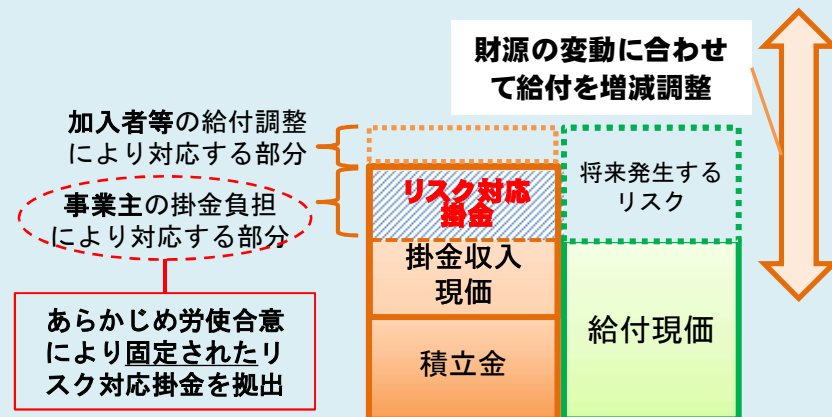 財源の変動に合わせ
て給付を増減調整
加入者等の給付調整
により対応する部分
事業主の掛金負担
により対応する部分
あらかじめ労使合意
により固定されたリ
スク対応掛金を拠出
リスク対応
掛金
掛金収入
現価
積立金
将来発生する
リスク
給付現価